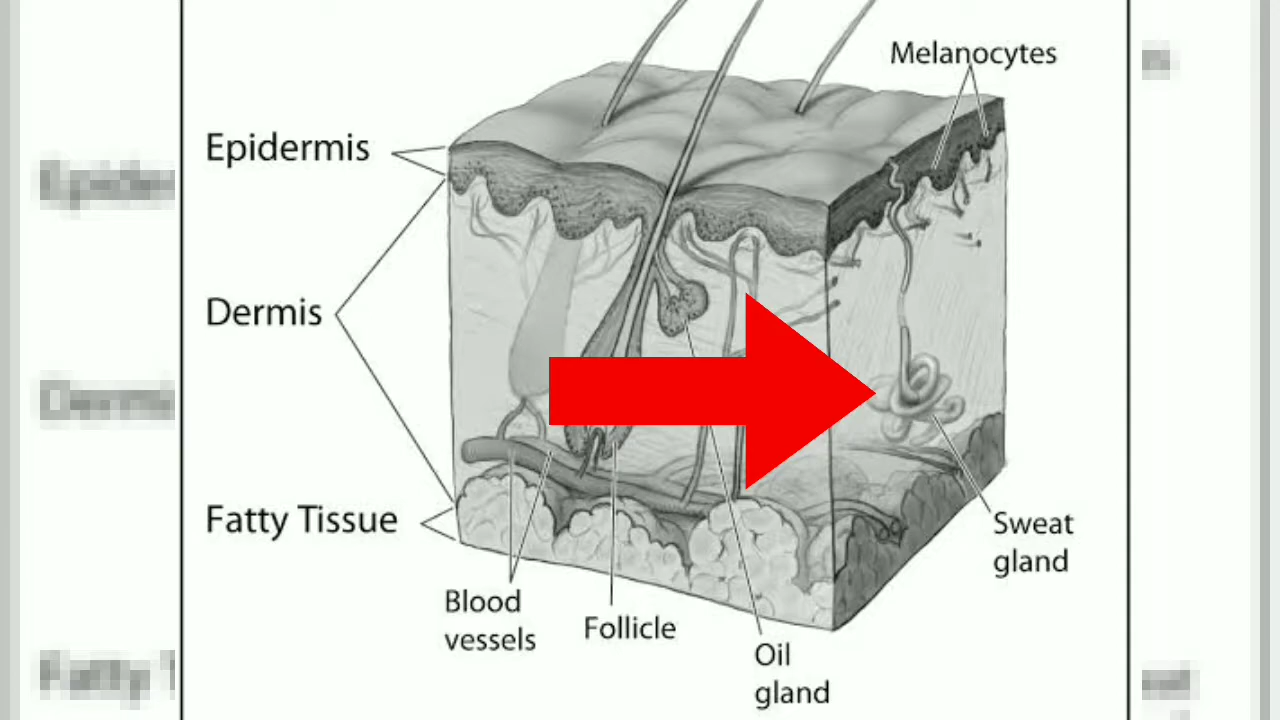 Melanocytes
Epidermis
Dermis
Fatty Tissue
Sweat
gland
Blood
vessels
Follicle
Oil
gland